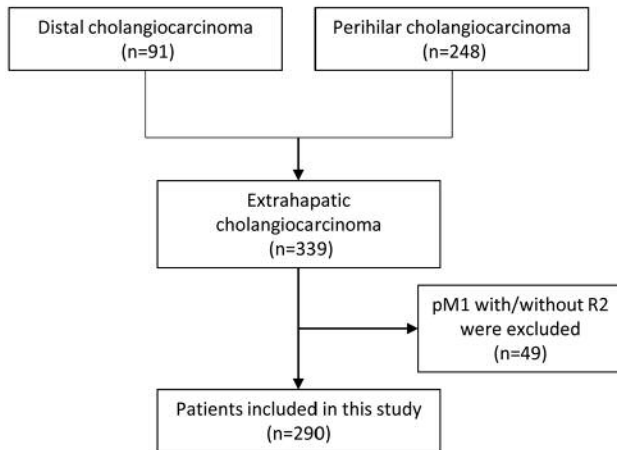 Distal cholangiocarcinoma
(n=91)
Perihilar cholangiocarcinoma
(n=248)
Extrahapatic
cholangiocarcinoma
(n=339)
pM1 with/without R2
were excluded
(n=49)
Patients included in this study
(n=290)